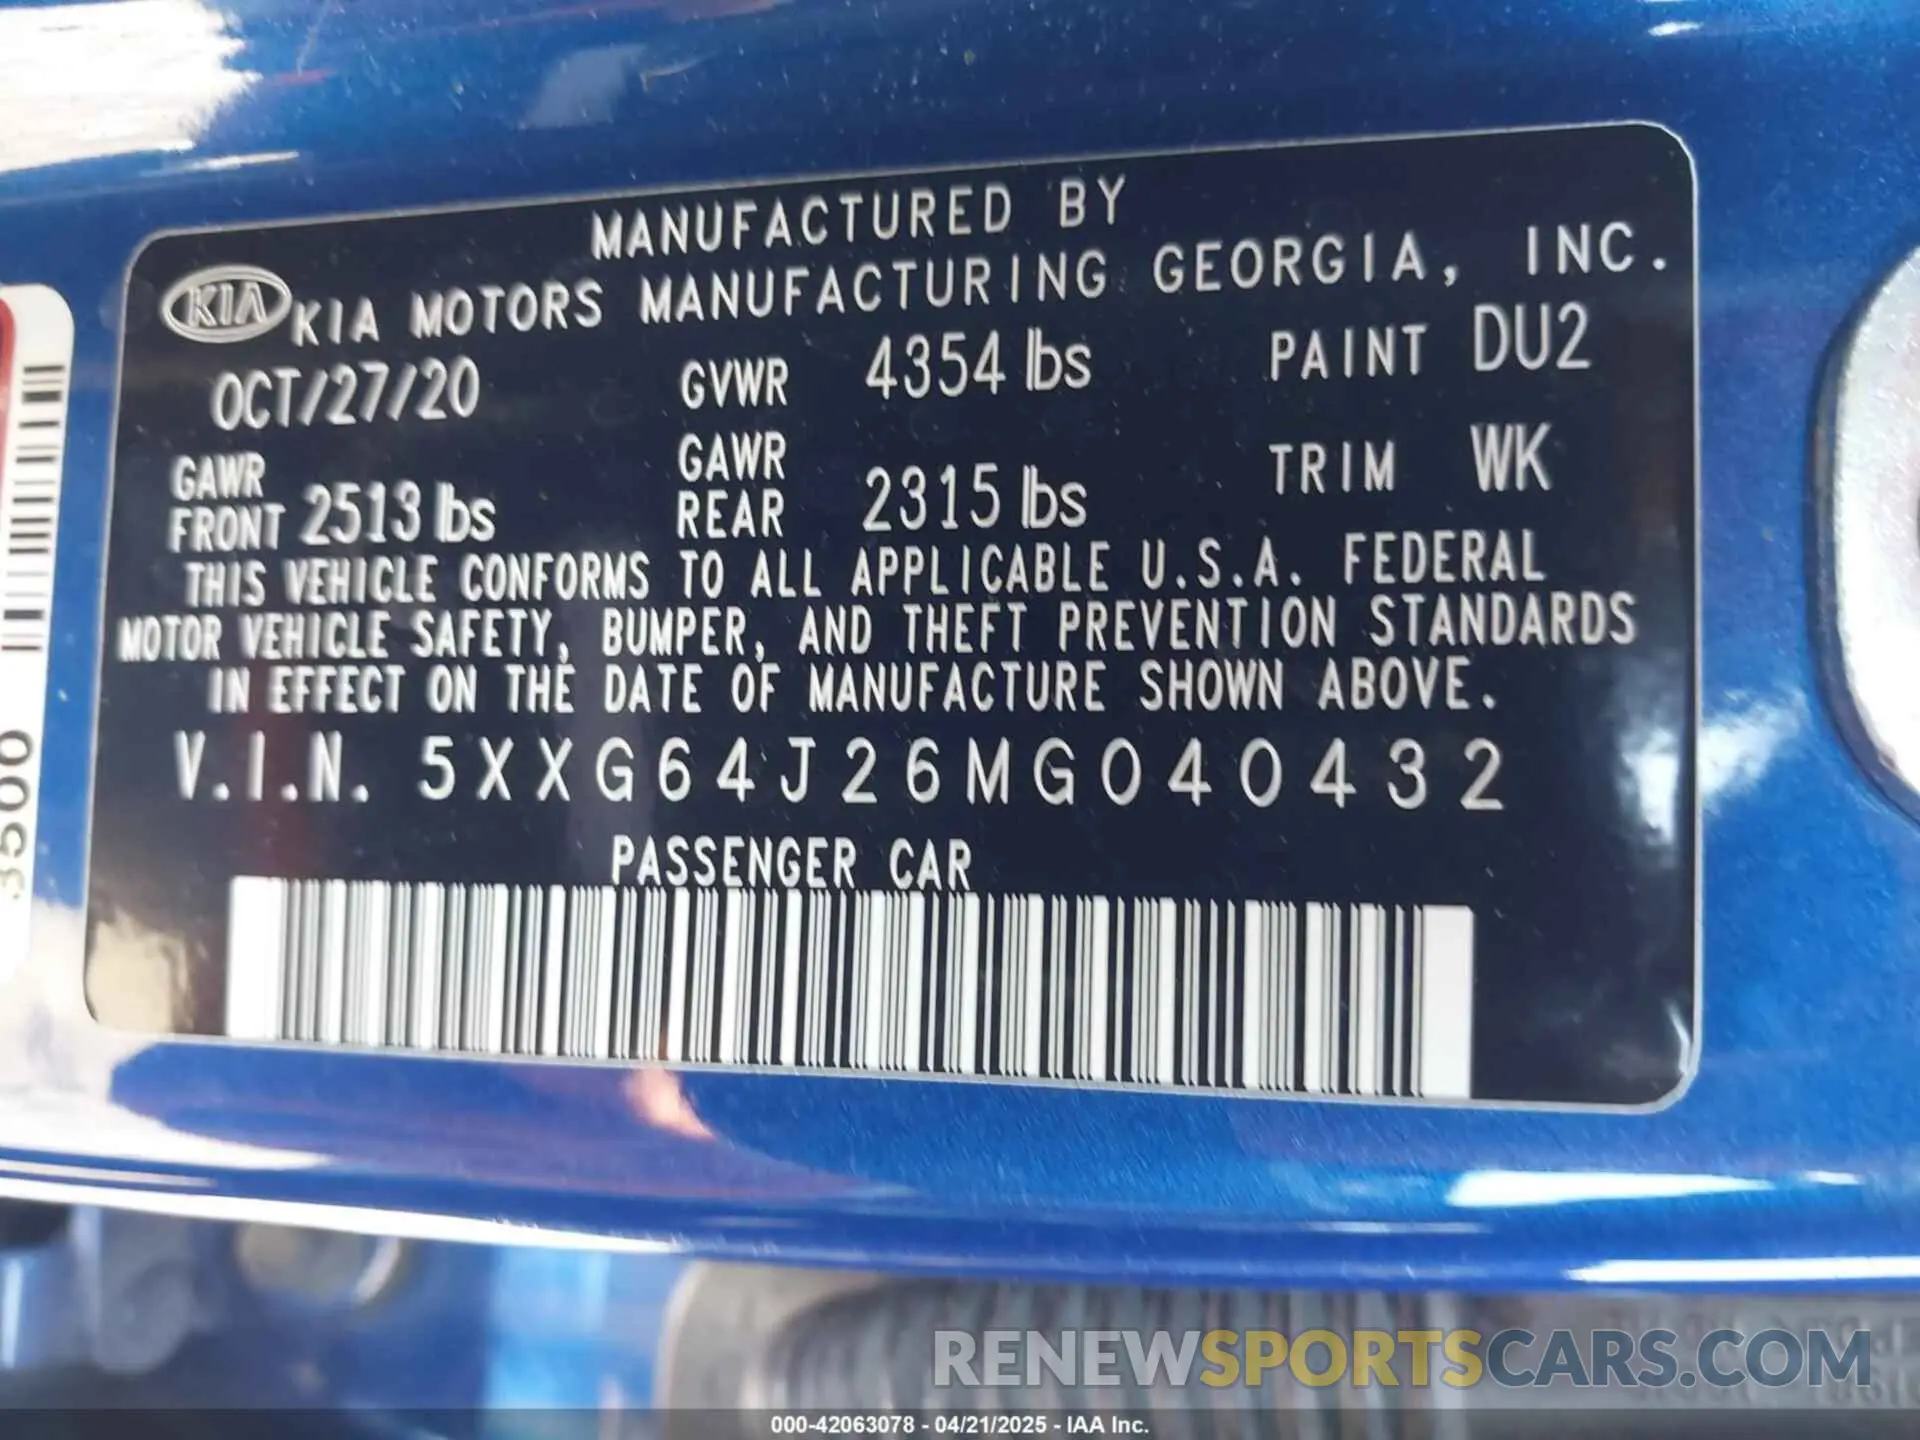 MANUFACTURED BY
KIA KIA MOTORS MANUFACTURING GEORGIA, INC.
OCT/27/20 GVWR 4354 lbs PAINT DU2
GAWR FRONT 2513 lbs GAWR REAR 2315 lbs TRIM WK
THIS VEHICLE CONFORMS TO ALL APPLICABLE U.S.A. FEDERAL
MOTOR VEHICLE SAFETY, BUMPER, AND THEFT PREVENTION STANDARDS
IN EFFECT ON THE DATE OF MANUFACTURE SHOWN ABOVE.
V.I.N. 5XXG64J26MG040432
PASSENGER CAR
3500
RENEWSPORTSCARS.COM
000-42063078 - 04/21/2025 - IAA Inc.